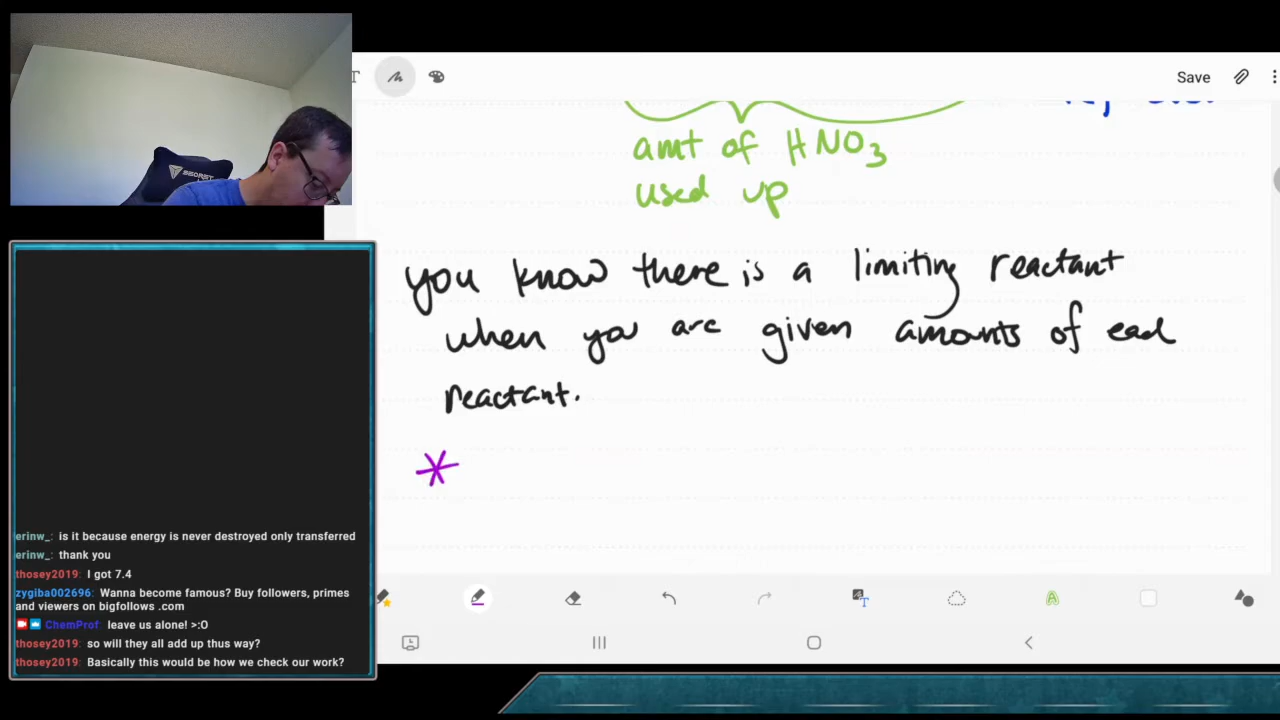 T
Save
amt of HNO3
used up
you know there is a limiting reactant
when you are given amounts of each
reactant.
*
SECRET
erinw_: is it because energy is never destroyed only transferred
erinw_: thank you
thosey2019: I got 7.4
zygiba002696: Wanna become famous? Buy followers, primes
and viewers on bigfollows .com
ChemProf: leave us alone! >:O
thosey2019: so will they all add up thus way?
thosey2019: Basically this would be how we check our work?
T
A